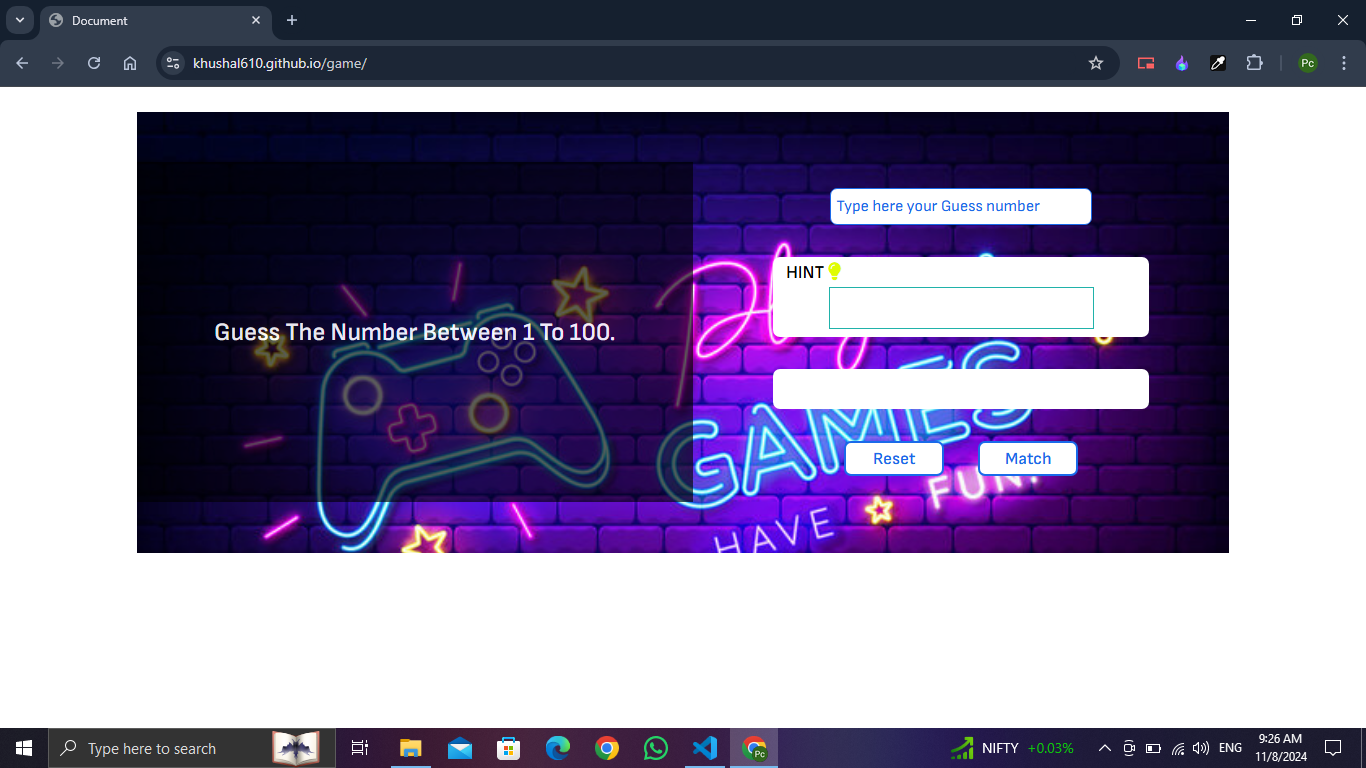 Document
khushal610.github.io/game/
Pc
Type here your Guess number
HINT
Guess The Number Between 1 To 100.
GAMES
Reset
Match
FUN!
HAVE
Type here to search
Pc
NIFTY +0.03%
ENG
9:26 AM
11/8/2024